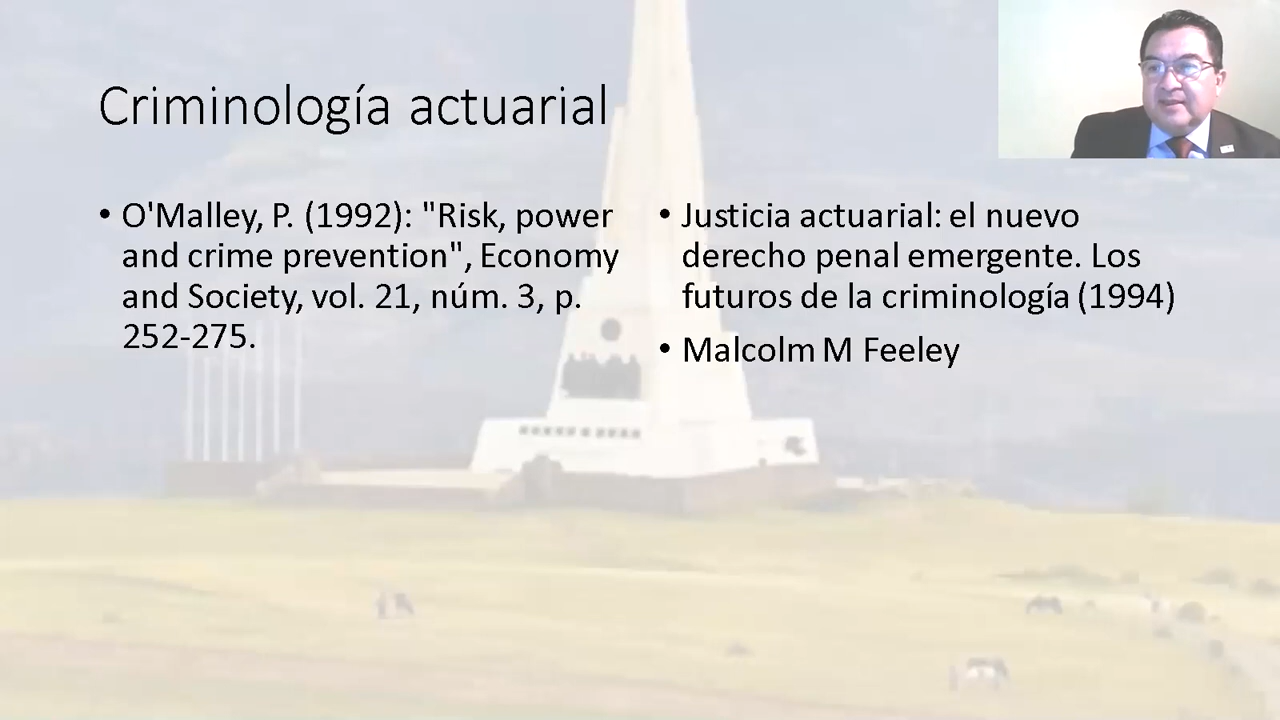 Criminología actuarial
• O'Malley, P. (1992): "Risk, power
and crime prevention", Economy
and Society, vol. 21, núm. 3, p.
252-275.
• Justicia actuarial: el nuevo
derecho penal emergente. Los
futuros de la criminología (1994)
• Malcolm M Feeley